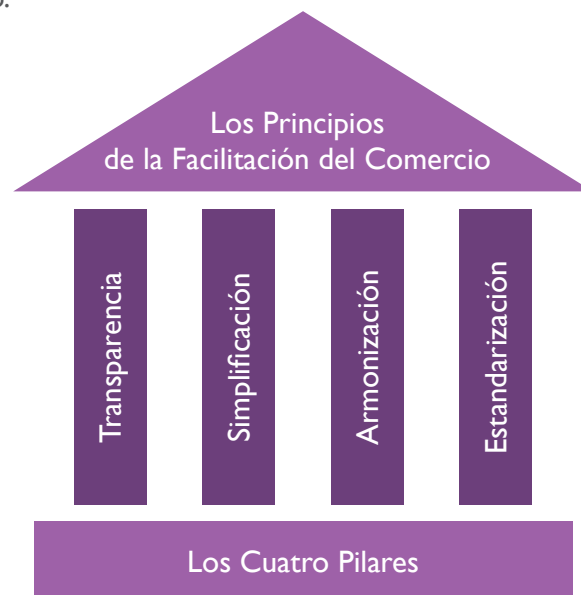 Los Principios
de la Facilitación del Comercio
Transparencia
Simplificación
Armonización
Estandarización
Los Cuatro Pilares